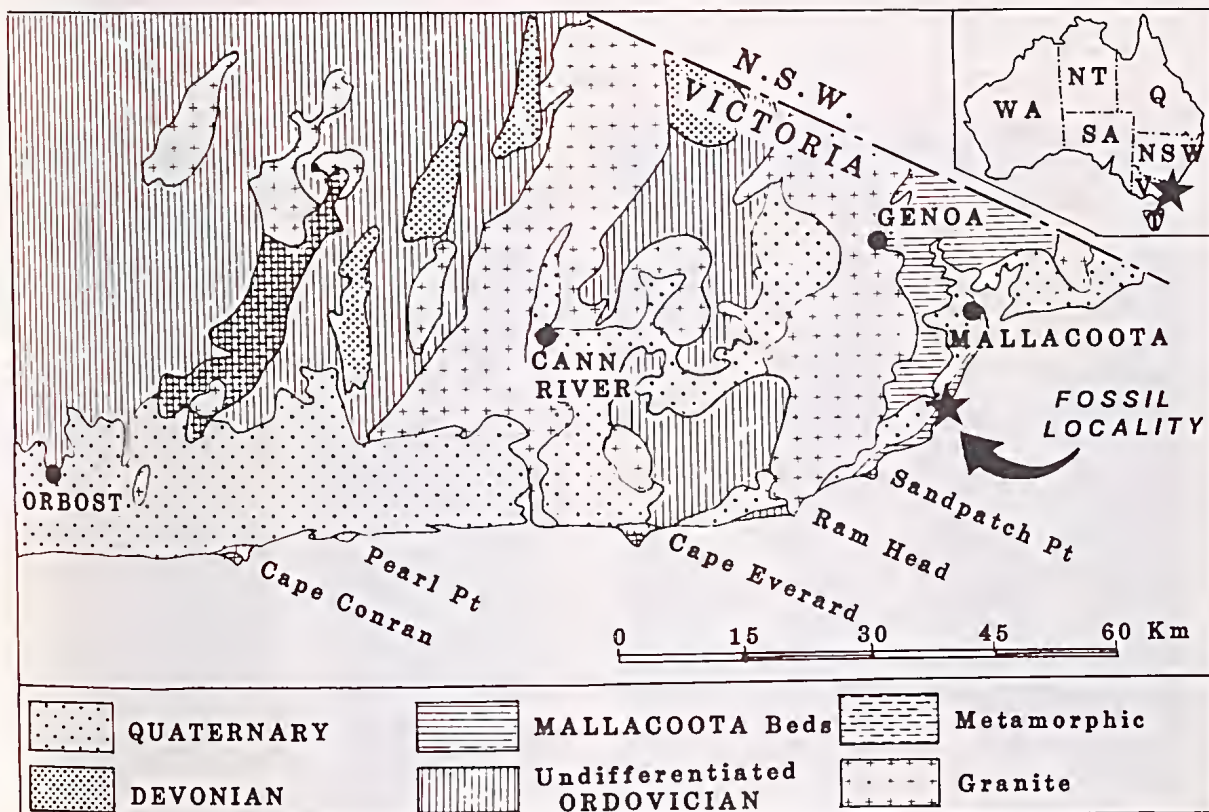 N.S.W.
VICTORIA
WA
NT
Q
SA
NSW
V
GENOA
MALLACOOTA
CANN
RIVER
FOSSIL
LOCALITY
ORBOST
Sandpatch Pt
Ram Head
Cape Everard
Pearl Pt
Cape Conran
0 15 30 45 60 Km
QUATERNARY
MALLACOOTA Beds
Metamorphic
DEVONIAN
Undifferentiated
ORDOVICIAN
Granite